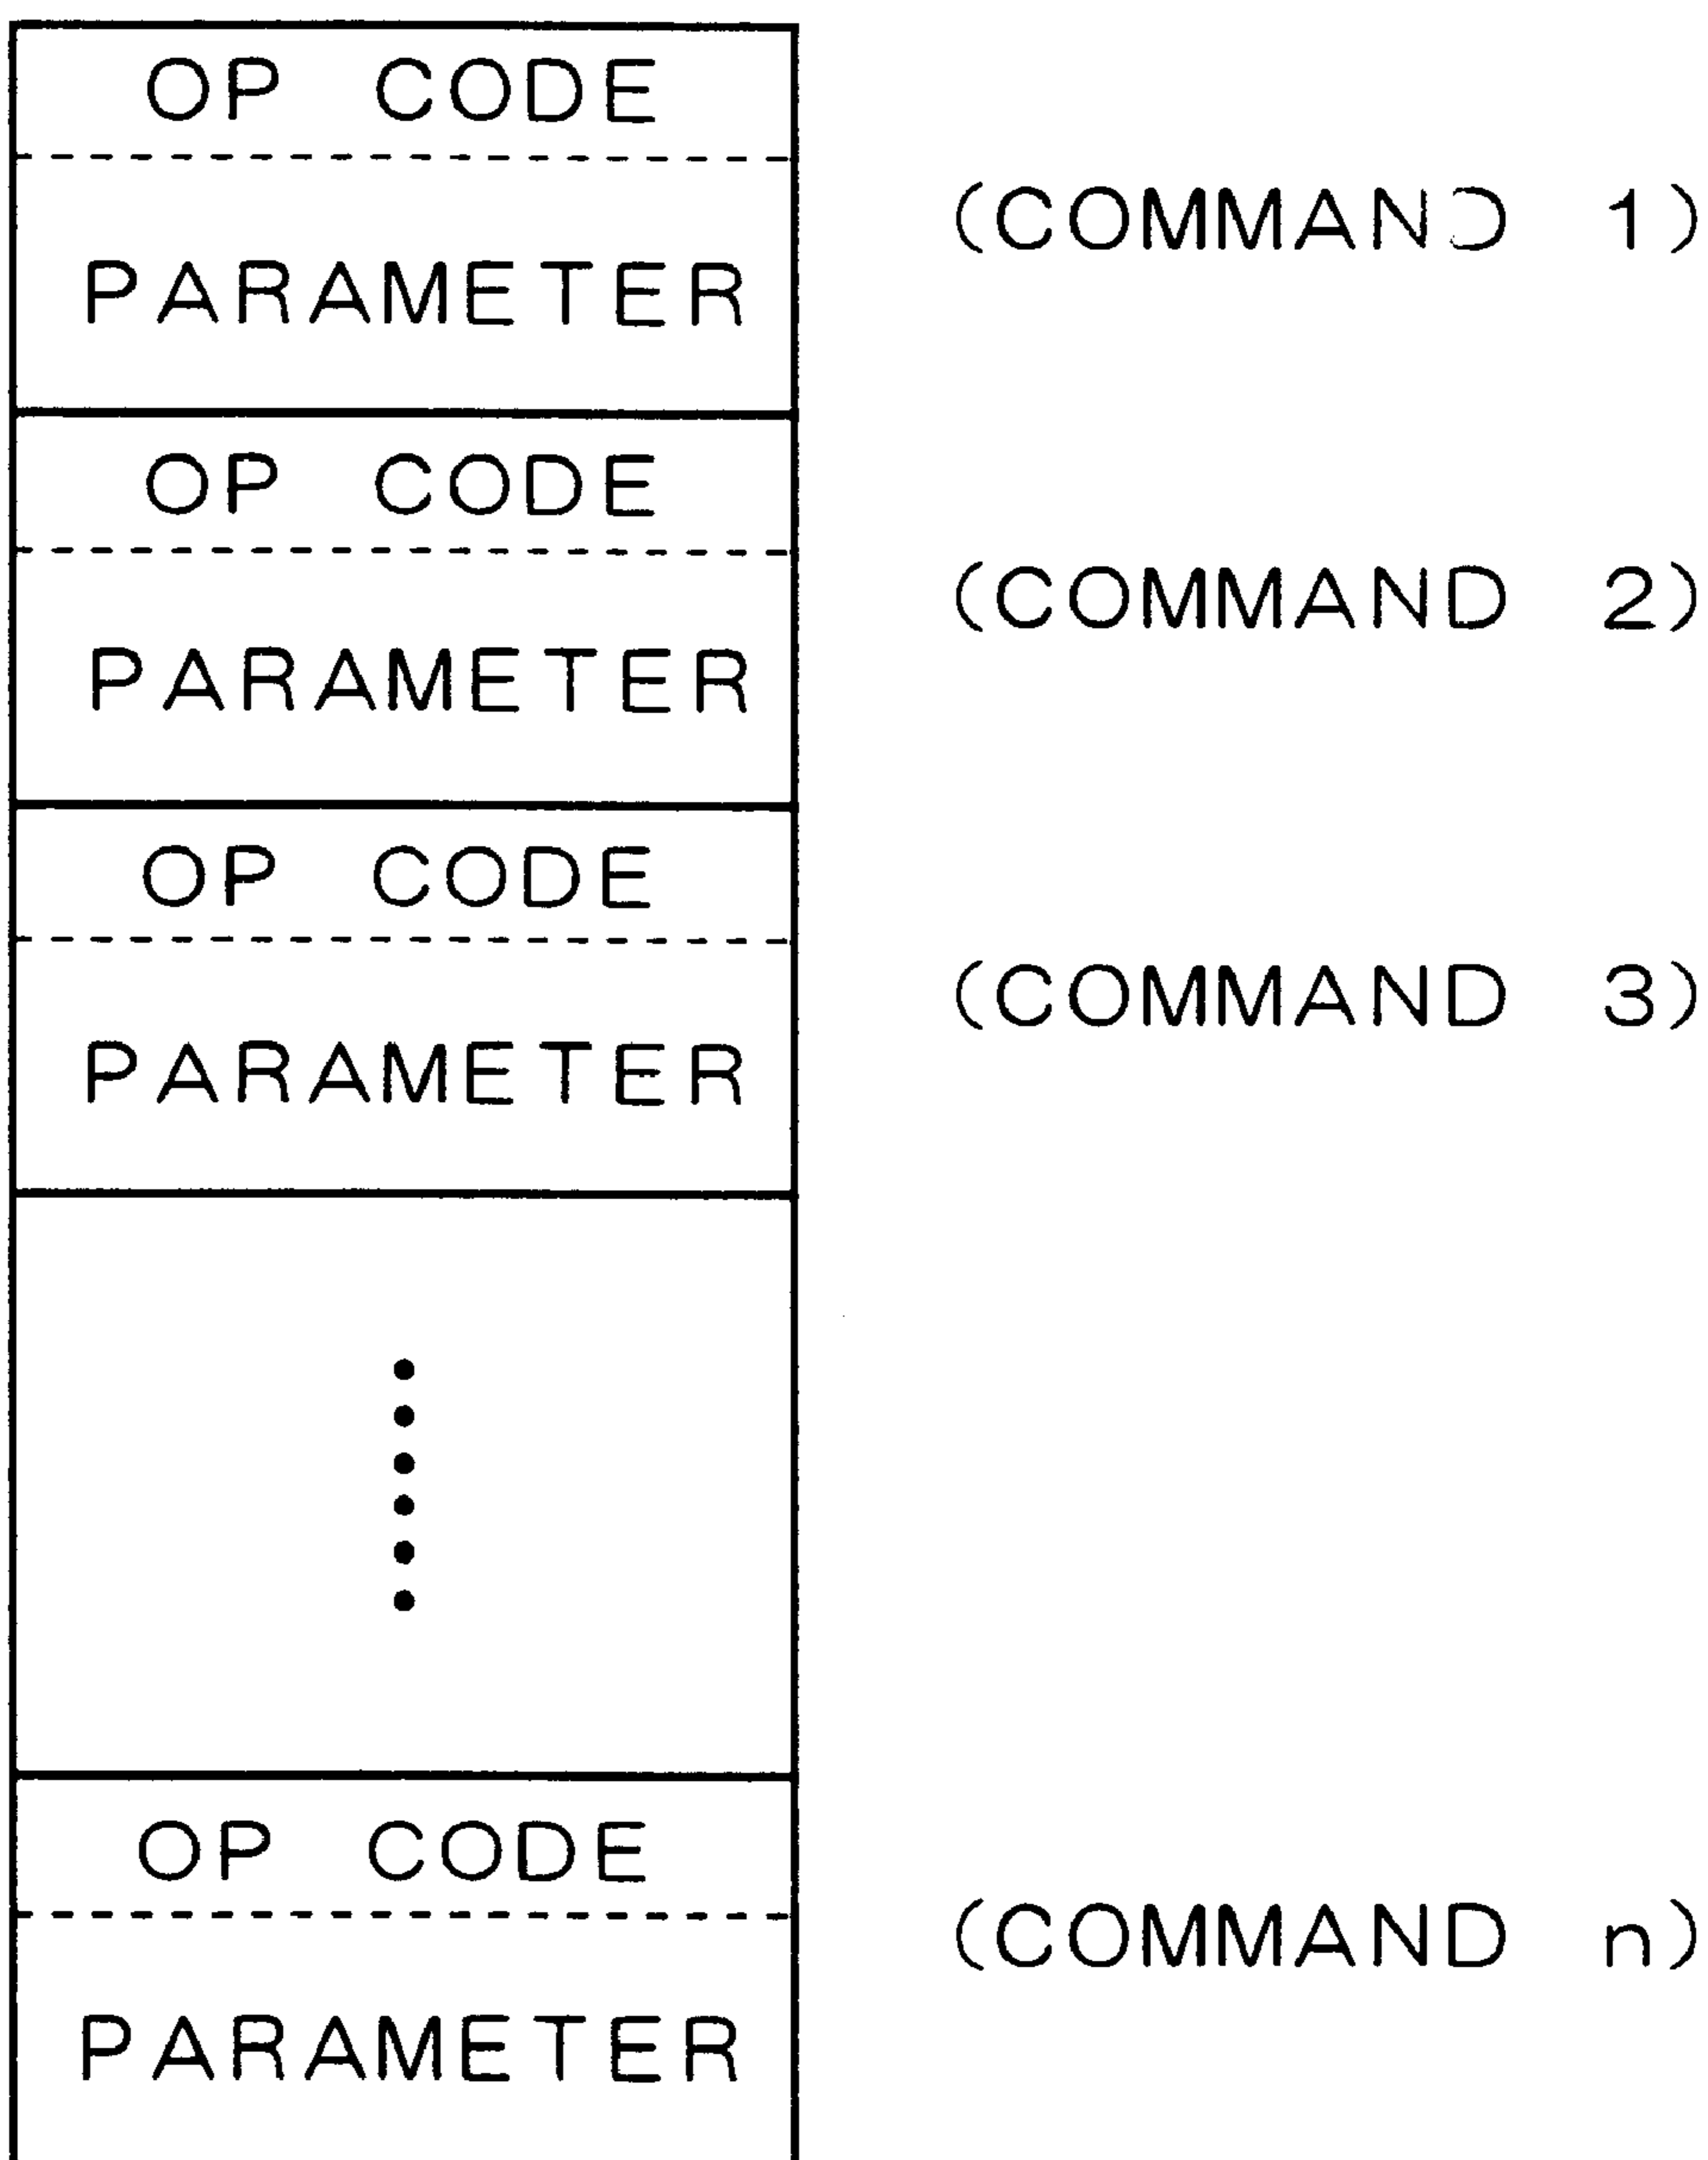 OP CODE
(COMMAND 1)
PARAMETER
OP CODE
(COMMAND 2)
PARAMETER
OP CODE
(COMMAND 3)
PARAMETER
OP CODE
(COMMAND n)
PARAMETER